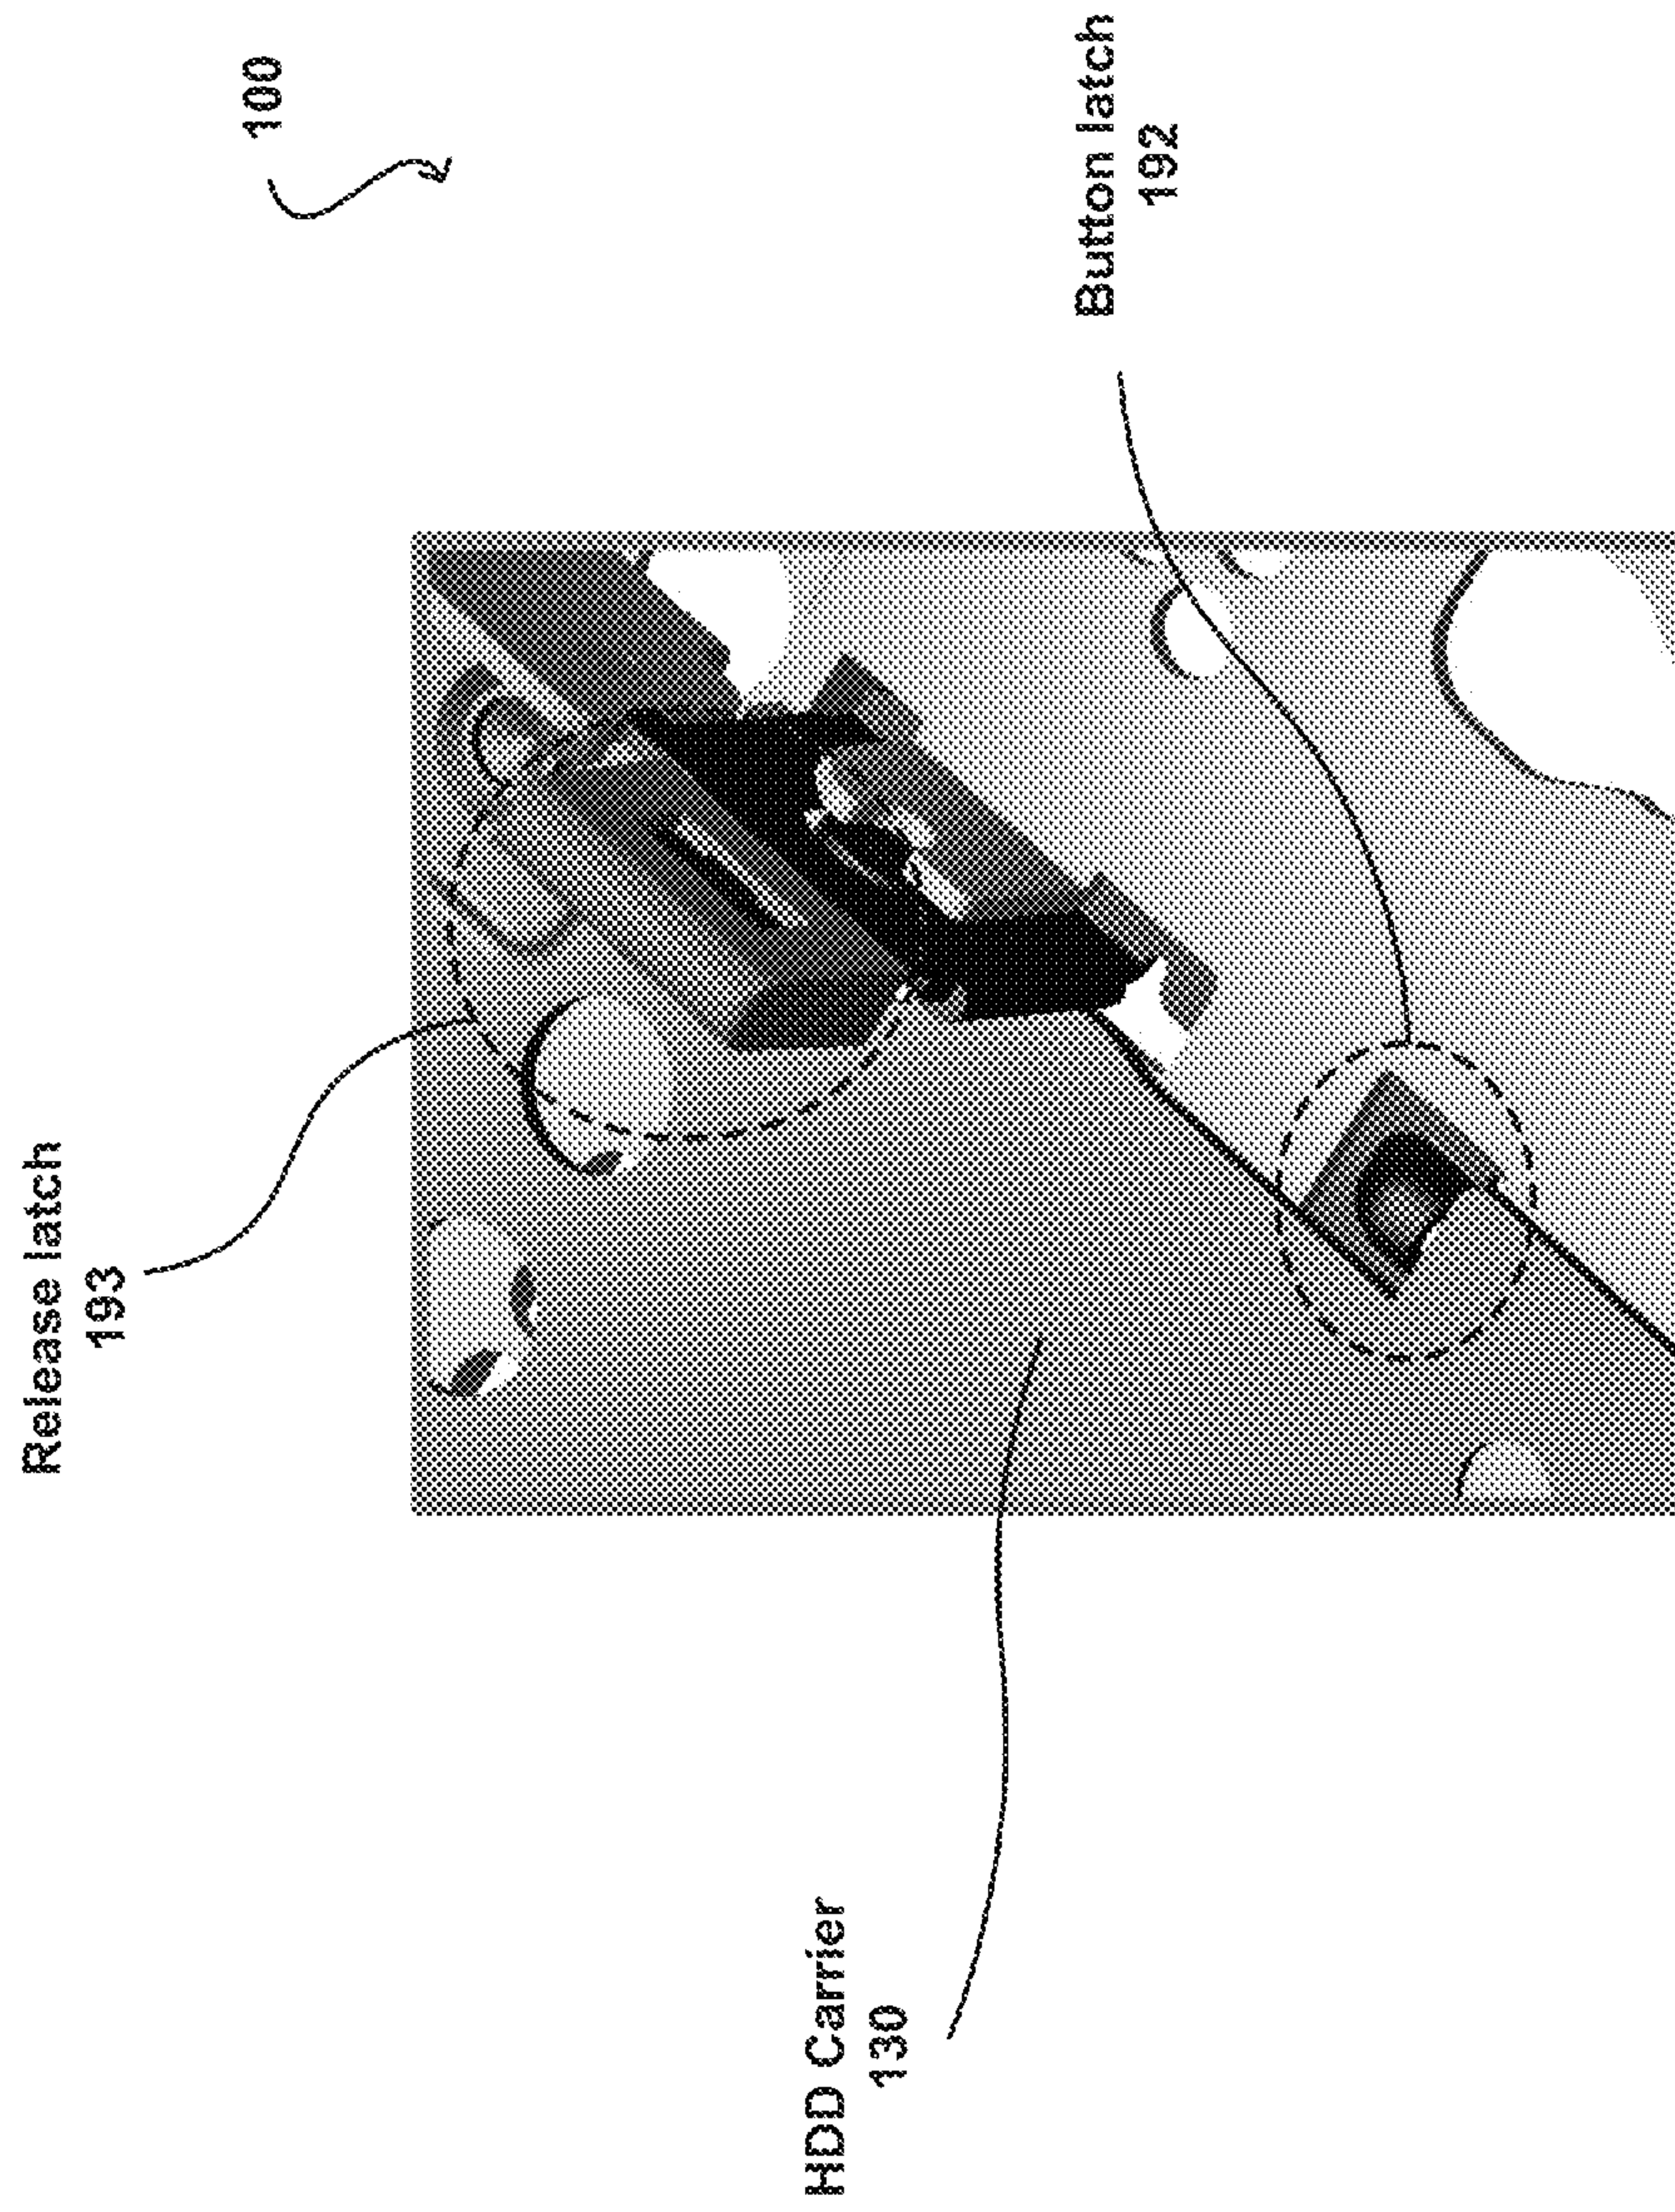 Release latch
193
100
HDD Carrier
130
Button latch
192